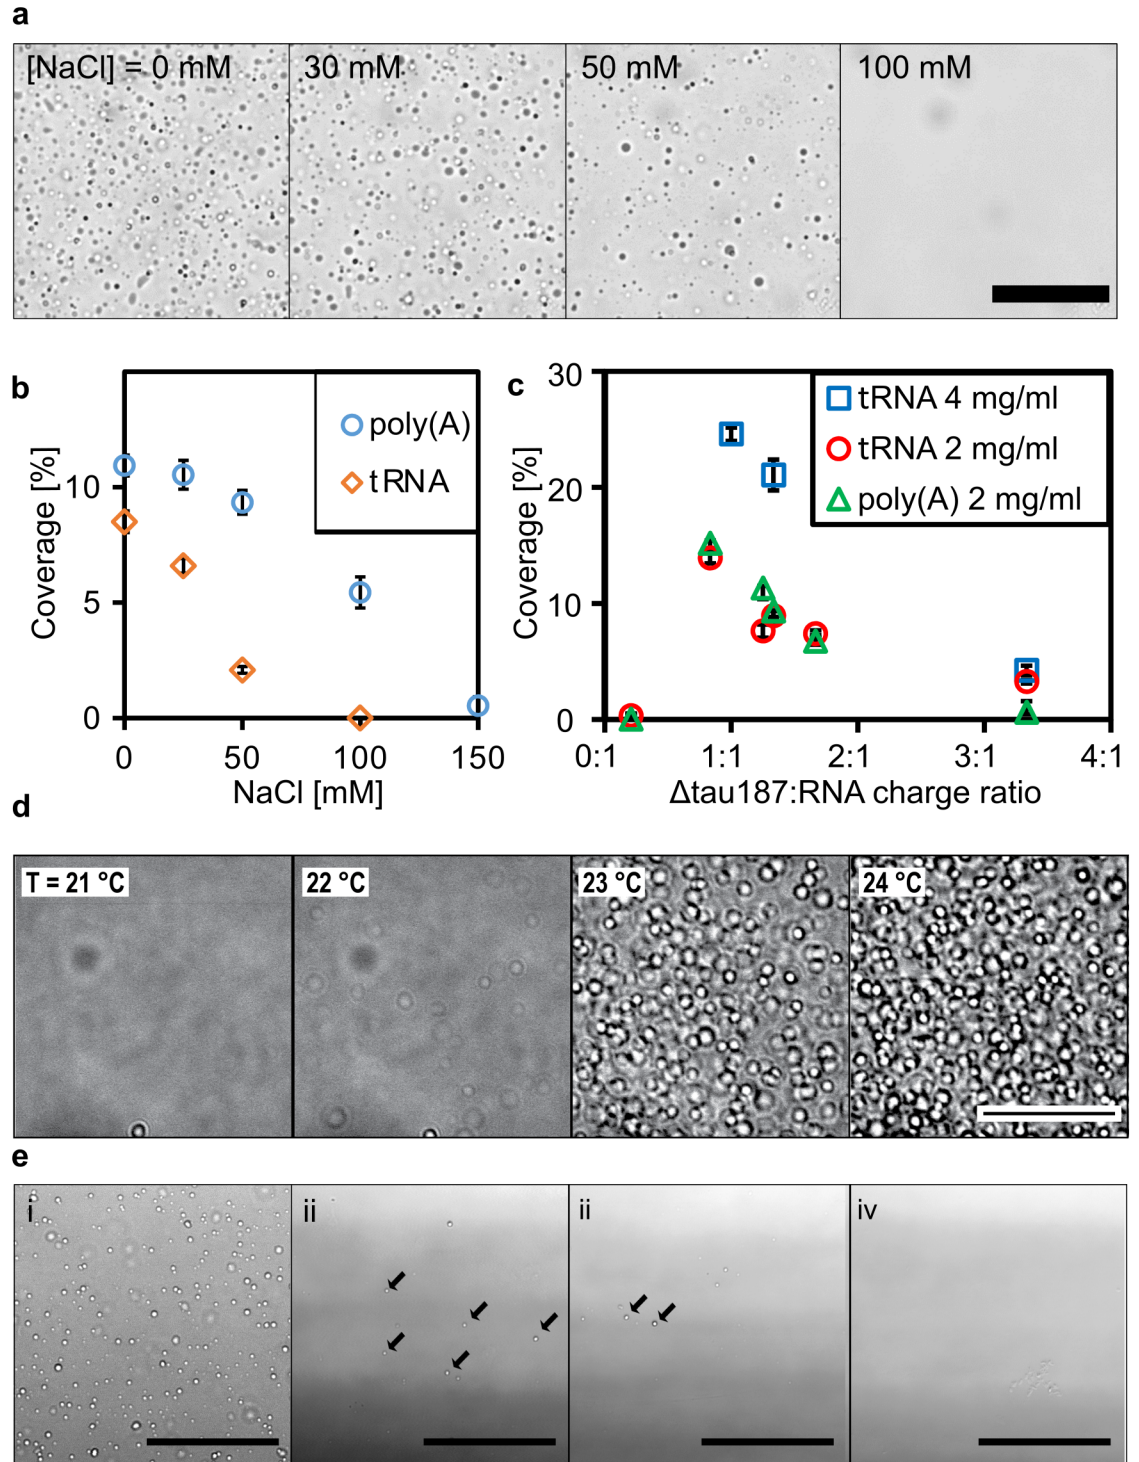 a
[NaCl] = 0 mM
30 mM
50 mM
100 mM
b
Coverage [%]
10
5
0
poly(A)
tRNA
0
50
100
150
NaCl [mM]
c
Coverage [%]
30
20
10
0
tRNA 4 mg/ml
tRNA 2 mg/ml
poly(A) 2 mg/ml
0:1
1:1
2:1
3:1
4:1
Δtau187:RNA charge ratio
d
T = 21 °C
22 °C
23 °C
24 °C
e
i
ii
ii
iv